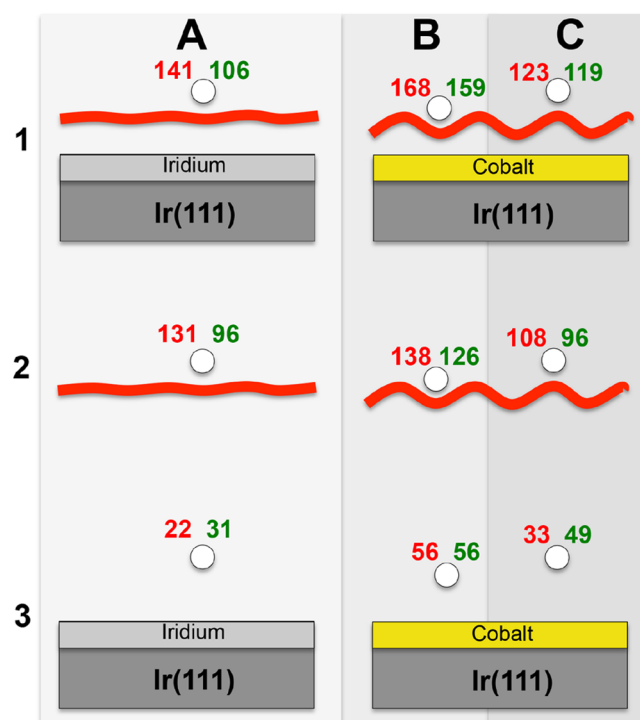 A B C
141 106 168 159 123 119
1
Iridium Cobalt
Ir(111) Ir(111)
131 96 138 126 108 96
2
22 31 56 56 33 49
3
Iridium Cobalt
Ir(111) Ir(111)